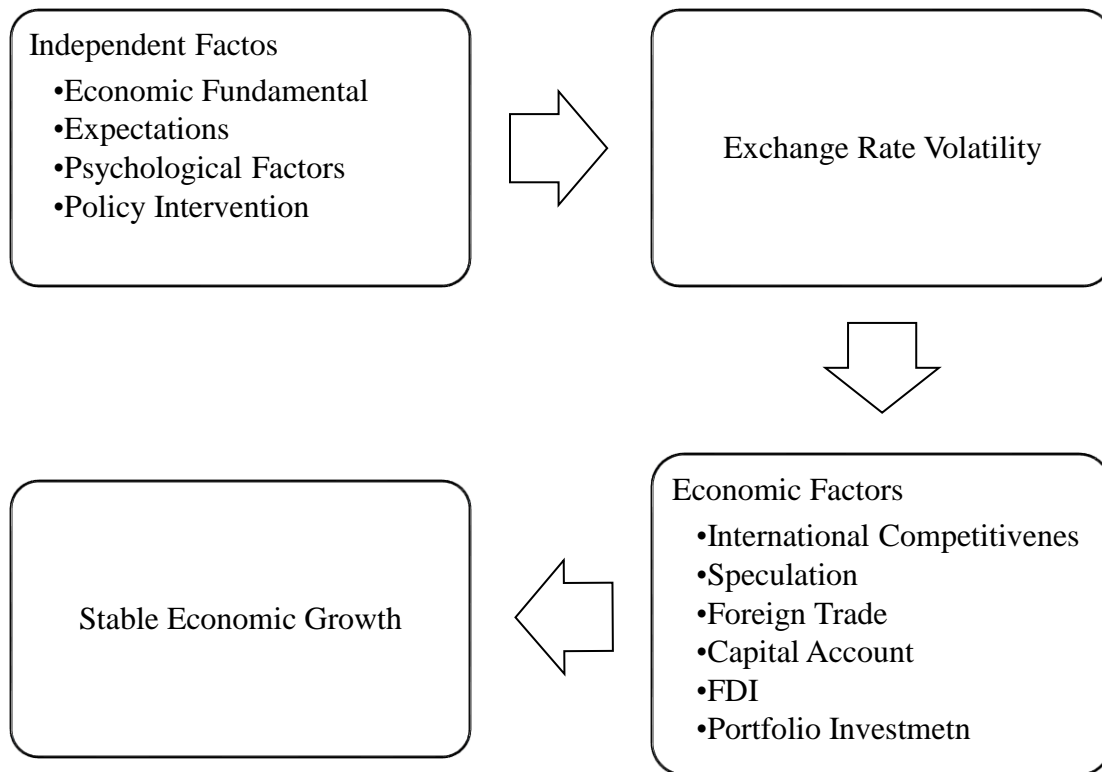 Independent Factos
•Economic Fundamental
•Expectations
•Psychological Factors
•Policy Intervention
Exchange Rate Volatility
Economic Factors
•International Competitivenes
•Speculation
•Foreign Trade
•Capital Account
•FDI
•Portfolio Investmetn
Stable Economic Growth